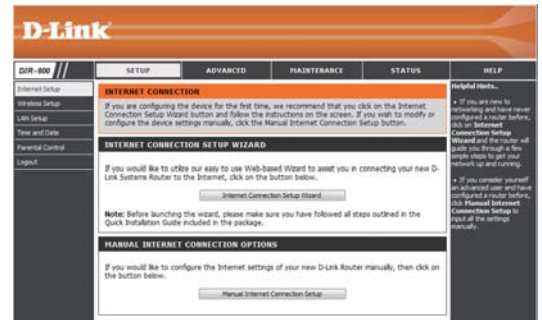 D-Link
DIR-600
SETUP
ADVANCED
MAINTENANCE
STATUS
HELP
Internet Setup
Wireless Setup
LAN Setup
Time and Date
Parental Control
Logout
INTERNET CONNECTION
If you are configuring the device for the first time, we recommend that you click on the Internet
Connection Setup Wizard button and follow the instructions on the screen. If you wish to modify or
configure the device settings manually, click the Manual Internet Connection Setup button.
INTERNET CONNECTION SETUP WIZARD
If you would like to utilize our easy to use Web-based Wizard to assist you in connecting your new D-
Link Systems Router to the Internet, click on the button below.
Internet Connection Setup Wizard
Note: Before launching the wizard, please make sure you have followed all steps outlined in the
Quick Installation Guide included in the package.
MANUAL INTERNET CONNECTION OPTIONS
If you would like to configure the Internet settings of your new D-Link Router manually, then click on
the button below.
Manual Internet Connection Setup
Helpful Hints..
• If you are new to
networking and have never
configured a router before,
click on Internet
Connection Setup
Wizard and the router will
guide you through a few
simple steps to get your
network up and running.
• If you consider yourself
an advanced user and have
configured a router before,
click Manual Internet
Connection Setup to
input all the settings
manually.